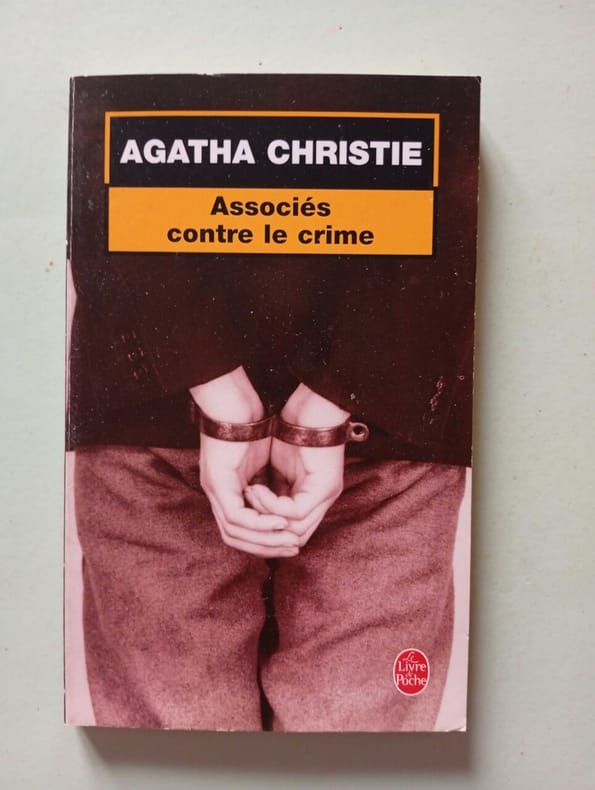 AGATHA CHRISTIE
Associés
contre le crime
Le
Livre
de
Poche